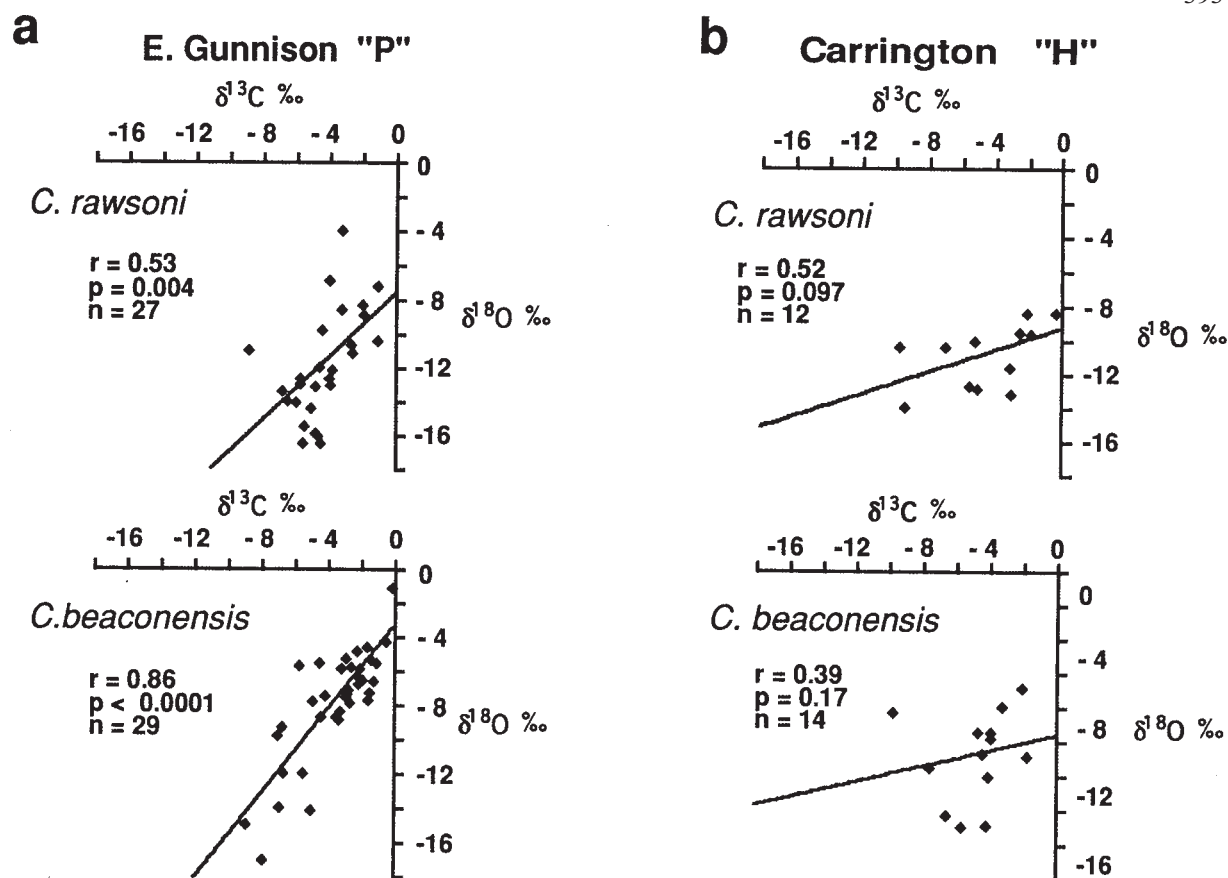 a
E. Gunnison "P"
δ¹³C ‰
-16 -12 - 8 - 4 0
0
- 4
- 8
-12
-16
δ¹⁸O ‰
C. rawsoni
r = 0.53
p = 0.004
n = 27
δ¹³C ‰
-16 -12 - 8 - 4 0
0
- 4
- 8
-12
-16
δ¹⁸O ‰
C.beaconensis
r = 0.86
p < 0.0001
n = 29
b
Carrington "H"
δ¹³C ‰
-16 -12 - 8 - 4 0
0
- 4
- 8
-12
-16
δ¹⁸O ‰
C. rawsoni
r = 0.52
p = 0.097
n = 12
δ¹³C ‰
-16 -12 - 8 - 4 0
0
- 4
- 8
-12
-16
δ¹⁸O ‰
C. beaconensis
r = 0.39
p = 0.17
n = 14